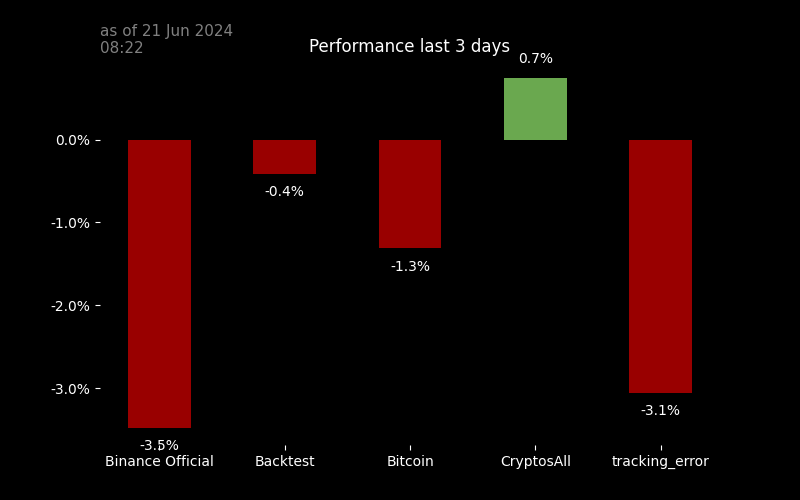 as of 21 Jun 2024
08:22
Performance last 3 days
0.7%
0.0%
-0.4%
-1.0%
-1.3%
-2.0%
-3.0%
-3.1%
-3.5%
Binance Official
Backtest
Bitcoin
CryptosAll
tracking_error